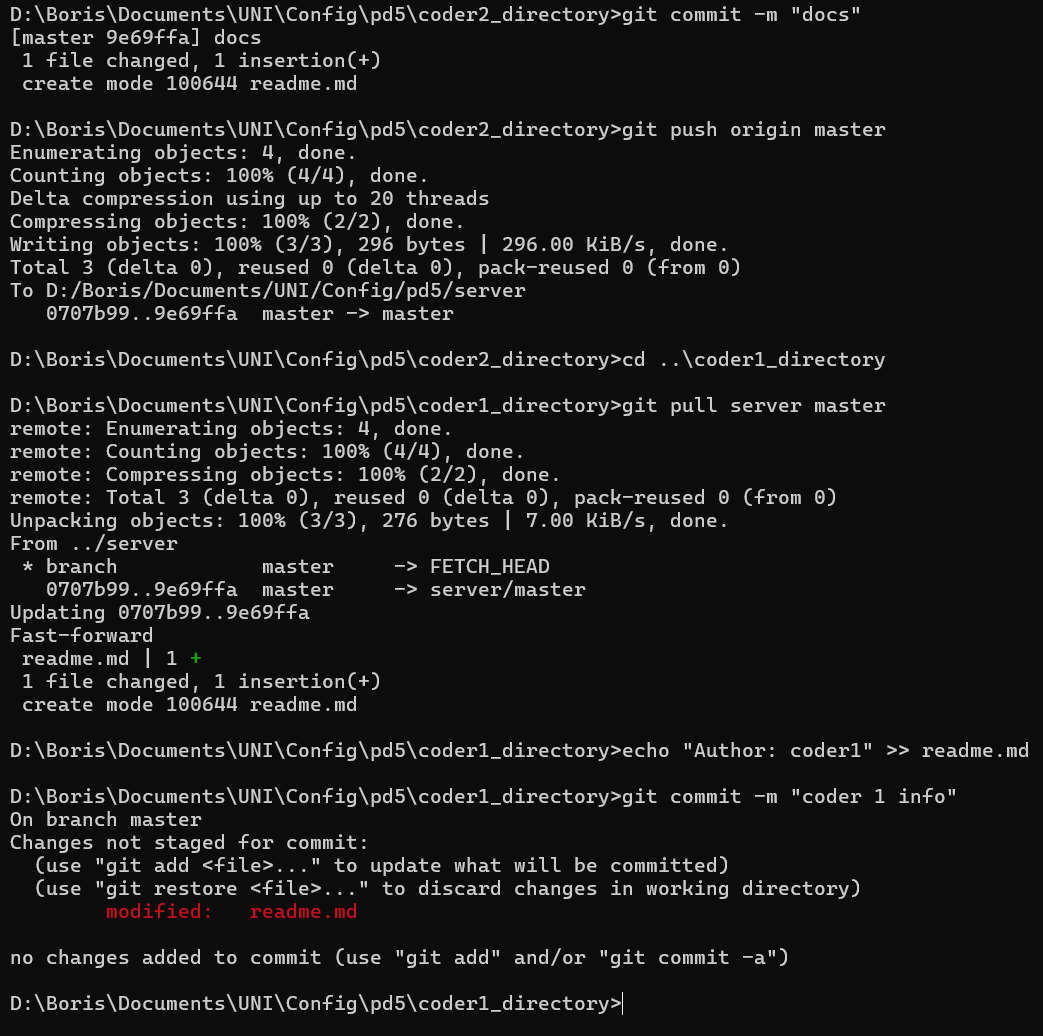 D:\Boris\Documents\UNI\Config\pd5\coder2_directory>git commit -m "docs"
[master 9e69ffa] docs
 1 file changed, 1 insertion(+)
 create mode 100644 readme.md

D:\Boris\Documents\UNI\Config\pd5\coder2_directory>git push origin master
Enumerating objects: 4, done.
Counting objects: 100% (4/4), done.
Delta compression using up to 20 threads
Compressing objects: 100% (2/2), done.
Writing objects: 100% (3/3), 296 bytes | 296.00 KiB/s, done.
Total 3 (delta 0), reused 0 (delta 0), pack-reused 0 (from 0)
To D:/Boris/Documents/UNI/Config/pd5/server
   0707b99..9e69ffa  master -> master

D:\Boris\Documents\UNI\Config\pd5\coder2_directory>cd ..\coder1_directory

D:\Boris\Documents\UNI\Config\pd5\coder1_directory>git pull server master
remote: Enumerating objects: 4, done.
remote: Counting objects: 100% (4/4), done.
remote: Compressing objects: 100% (2/2), done.
remote: Total 3 (delta 0), reused 0 (delta 0), pack-reused 0 (from 0)
Unpacking objects: 100% (3/3), 276 bytes | 7.00 KiB/s, done.
From ../server
 * branch            master     -> FETCH_HEAD
   0707b99..9e69ffa  master     -> server/master
Updating 0707b99..9e69ffa
Fast-forward
 readme.md | 1 +
 1 file changed, 1 insertion(+)
 create mode 100644 readme.md

D:\Boris\Documents\UNI\Config\pd5\coder1_directory>echo "Author: coder1" >> readme.md

D:\Boris\Documents\UNI\Config\pd5\coder1_directory>git commit -m "coder 1 info"
On branch master
Changes not staged for commit:
  (use "git add <file>..." to update what will be committed)
  (use "git restore <file>..." to discard changes in working directory)
        modified:   readme.md

no changes added to commit (use "git add" and/or "git commit -a")

D:\Boris\Documents\UNI\Config\pd5\coder1_directory>